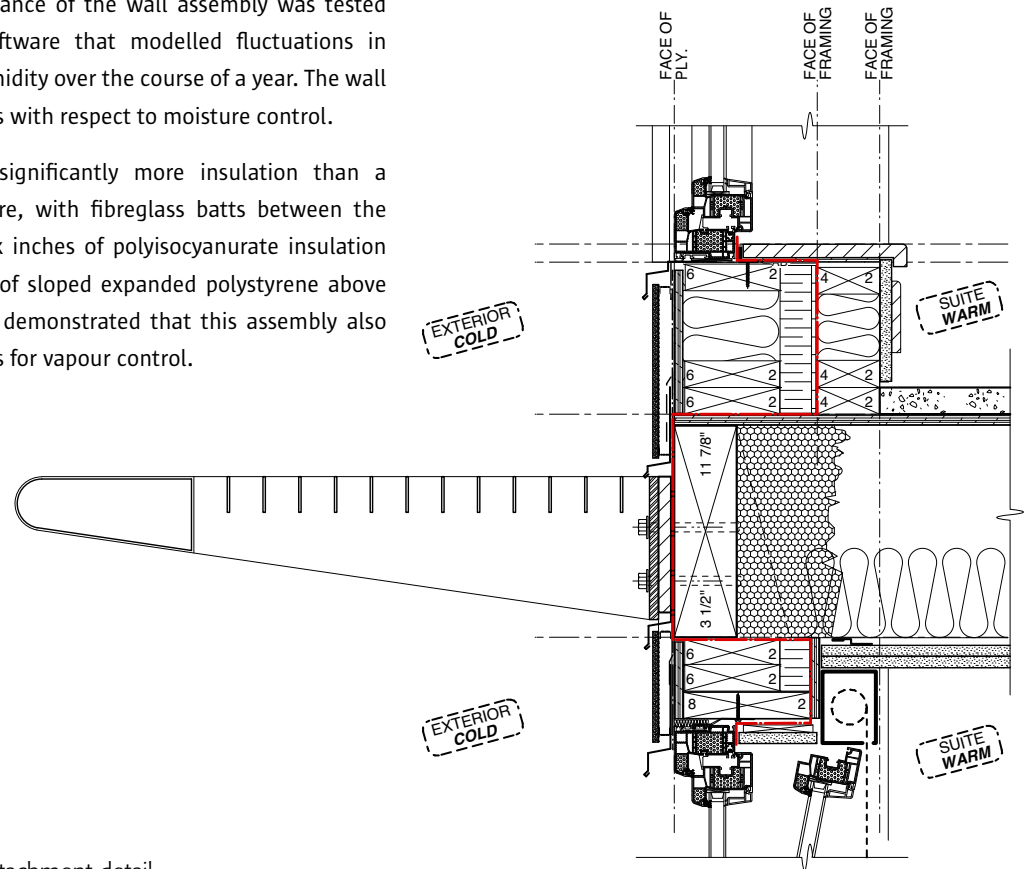 ance of the wall assembly was tested
ftware that modelled fluctuations in
nidity over the course of a year. The wall
s with respect to moisture control.
significantly more insulation than a
re, with fibreglass batts between the
x inches of polyisocyanurate insulation
of sloped expanded polystyrene above
demonstrated that this assembly also
s for vapour control.
FACE OF
PLY.
FACE OF
FRAMING
FACE OF
FRAMING
EXTERIOR
COLD
SUITE
WARM
6 2 4 2
6 2 4 2
6 2 4 2
11 7/8"
3 1/2"
6 2
6 2
8 2
EXTERIOR
COLD
SUITE
WARM
tachment detail